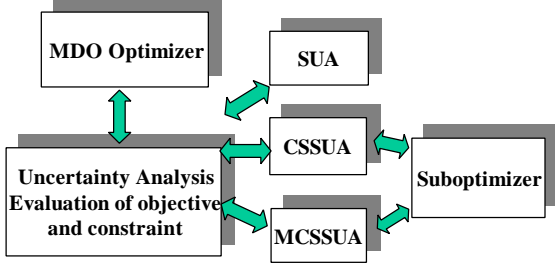 MDO Optimizer
SUA
CSSUA
Uncertainty Analysis
Evaluation of objective
and constraint
Suboptimizer
MCSSUA